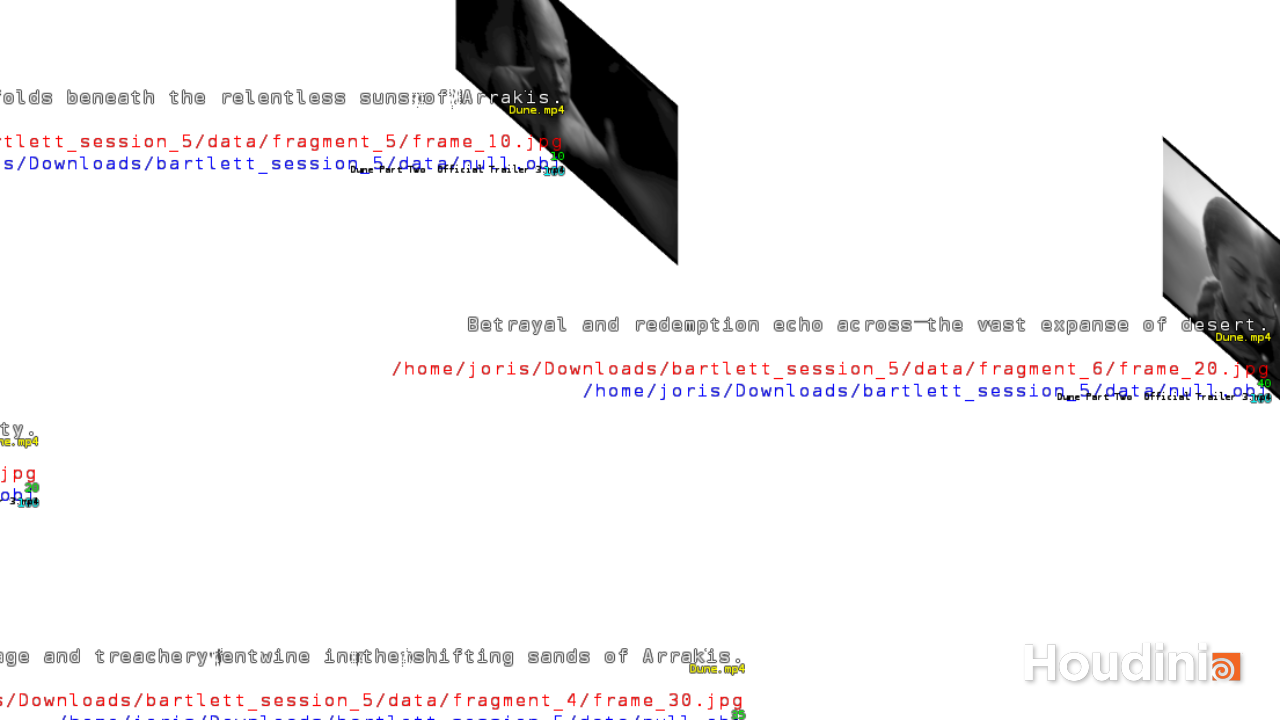 folds beneath the relentless suns of Arrakis.
Dune.mp4
rtlett_session_5/data/fragment_5/frame_10.jpg
10
s/Downloads/bartlett_session_5/data/null.obj
Dune Part Two Official Trailer 3.mp4
Betrayal and redemption echo across the vast expanse of desert.
Dune.mp4
/home/joris/Downloads/bartlett_session_5/data/fragment_6/frame_20.jpg
40
/home/joris/Downloads/bartlett_session_5/data/null.obj
Dune Part Two Official Trailer 3.mp4
ty.
ne.mp4
jpg
20
obj
3.mp4
age and treachery entwine in the shifting sands of Arrakis.
Dune.mp4
s/Downloads/bartlett_session_5/data/fragment_4/frame_30.jpg
/home/joris/Downloads/bartlett_session_5/data/null.obj
Houdini